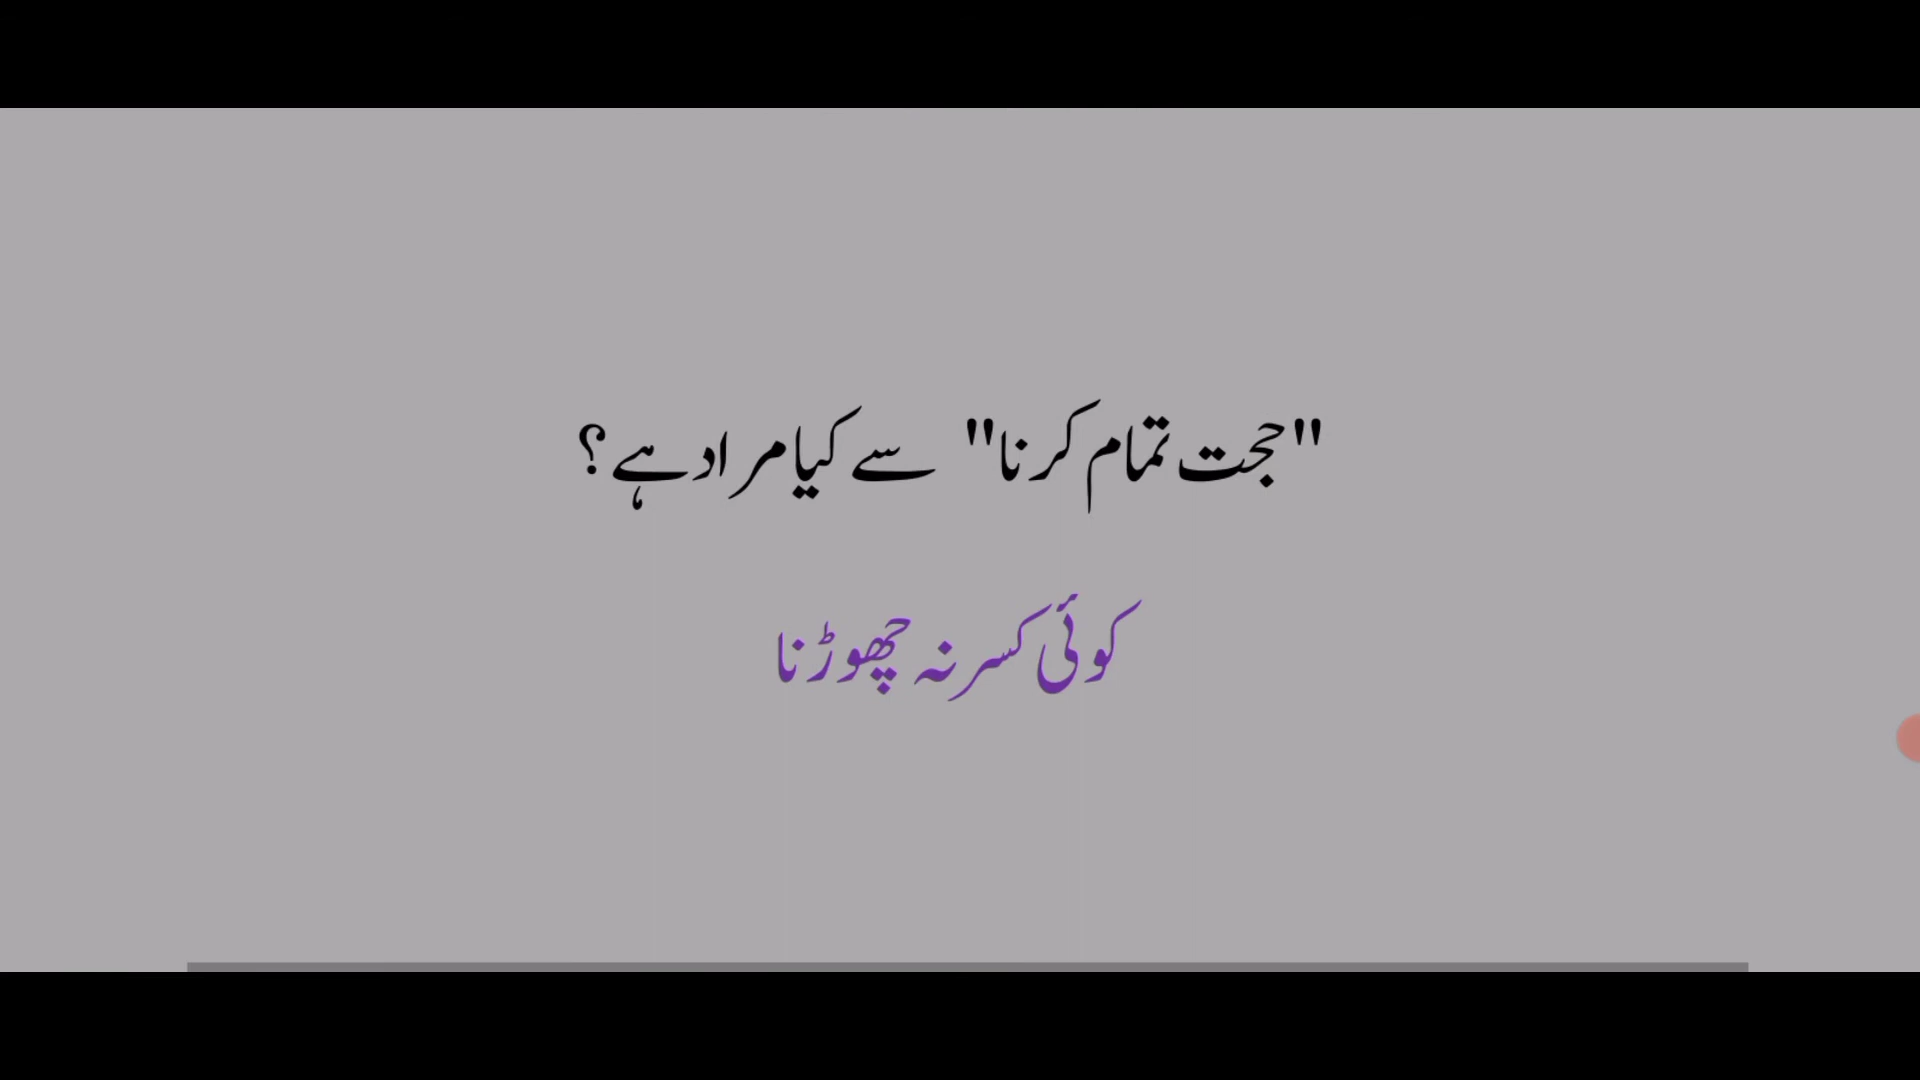 "حجت تمام کرنا" سے کیا مراد ہے؟
کوئی کسر نہ چھوڑنا